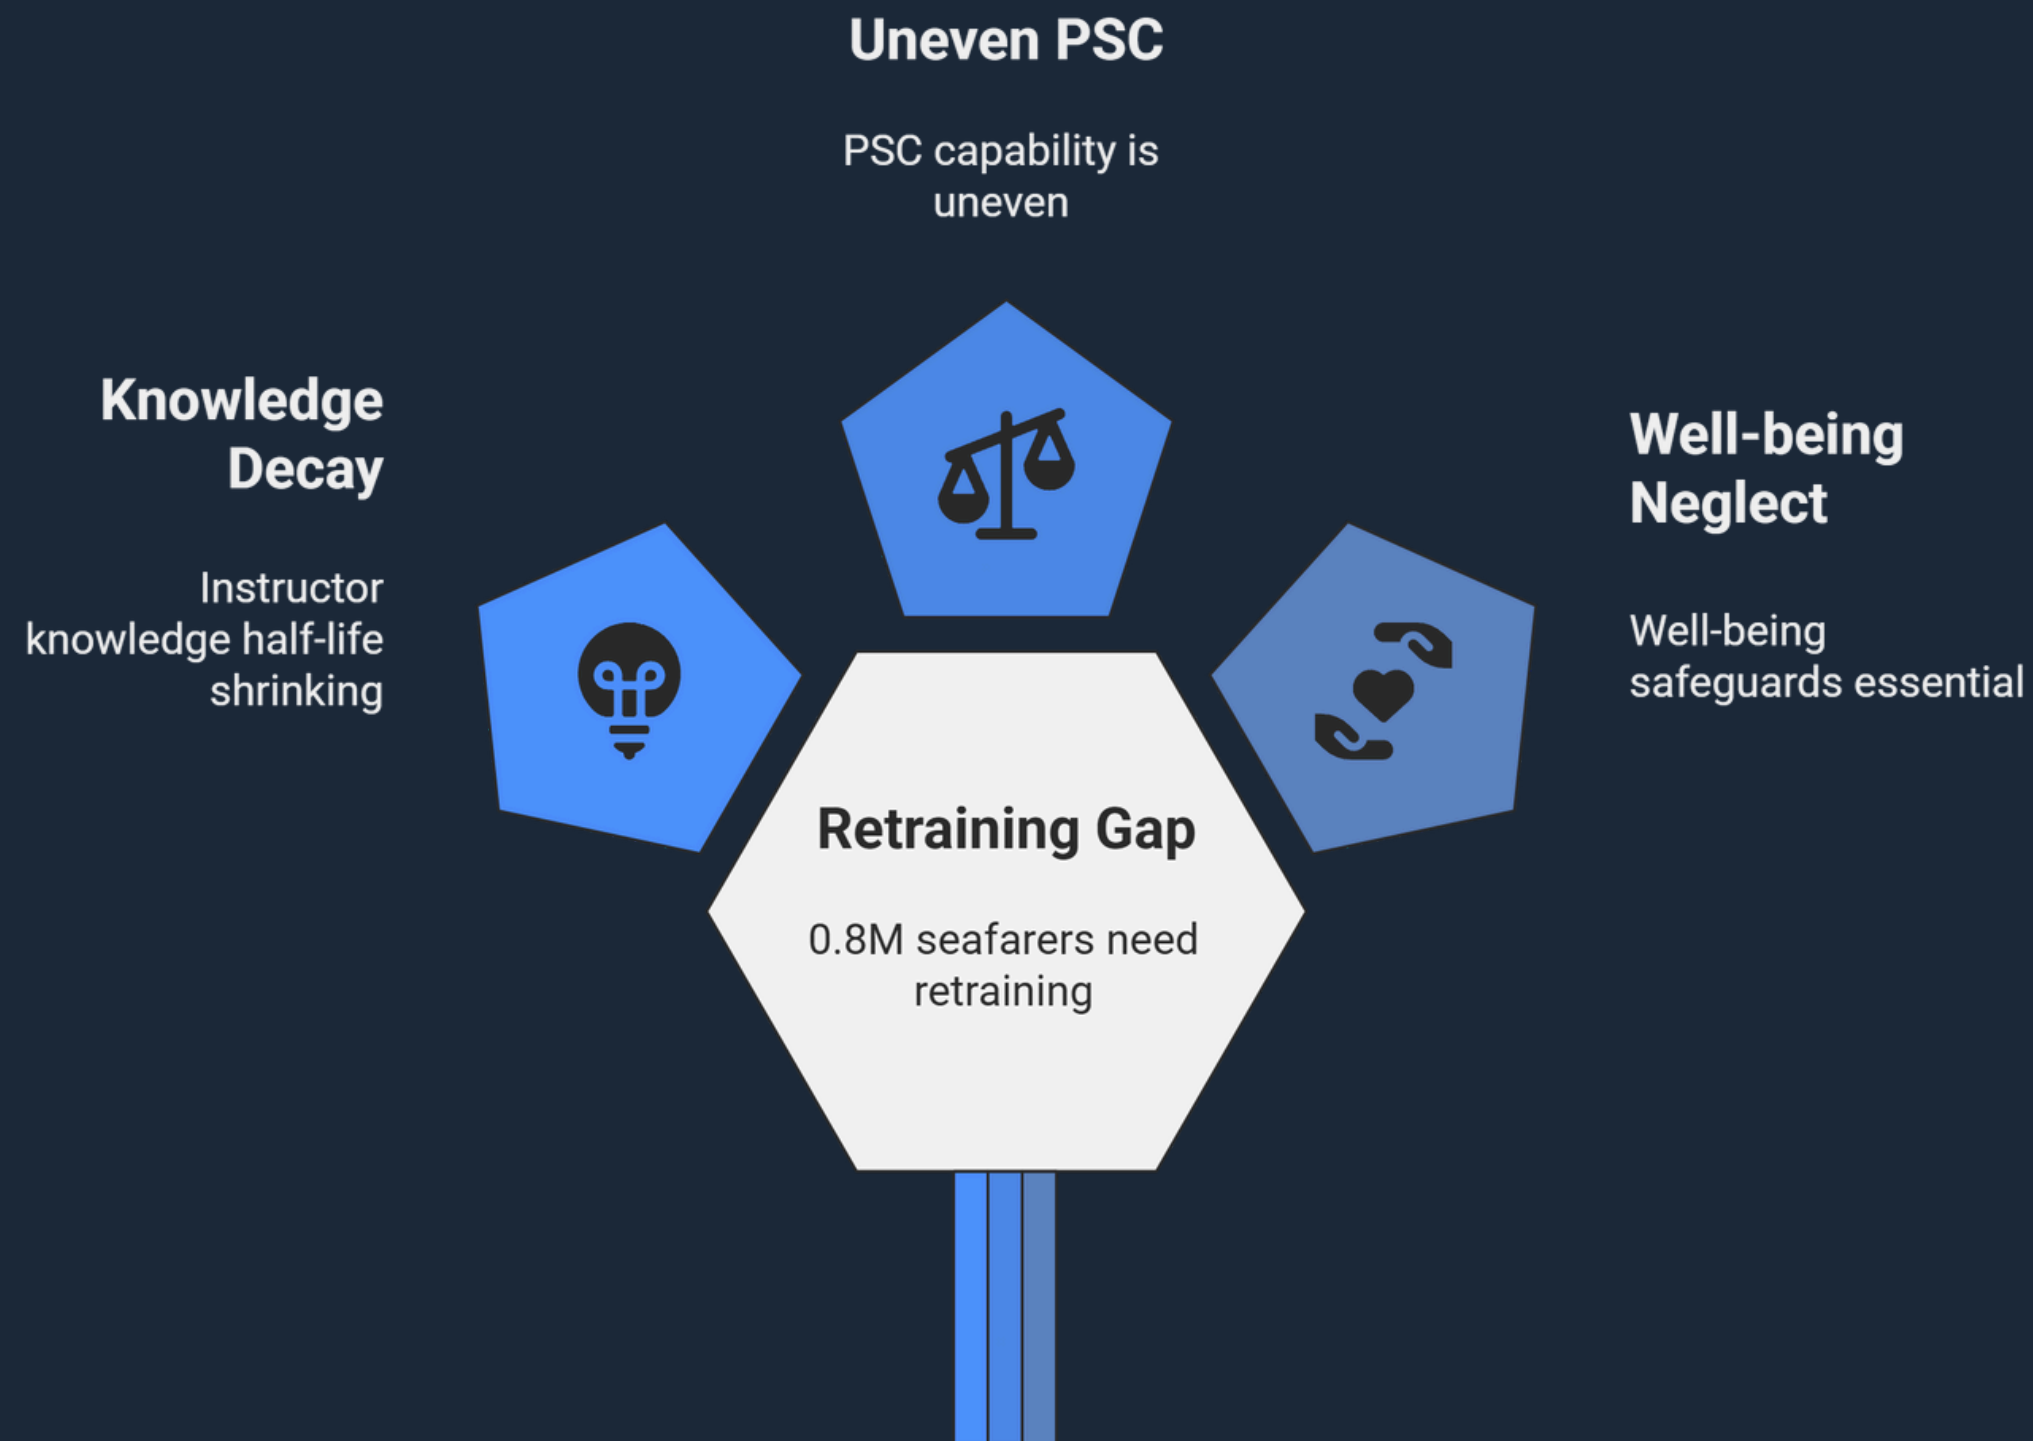 Uneven PSC
PSC capability is
uneven
Knowledge
Decay
Instructor
knowledge half-life
shrinking
Well-being
Neglect
Well-being
safeguards essential
Retraining Gap
0.8M seafarers need
retraining